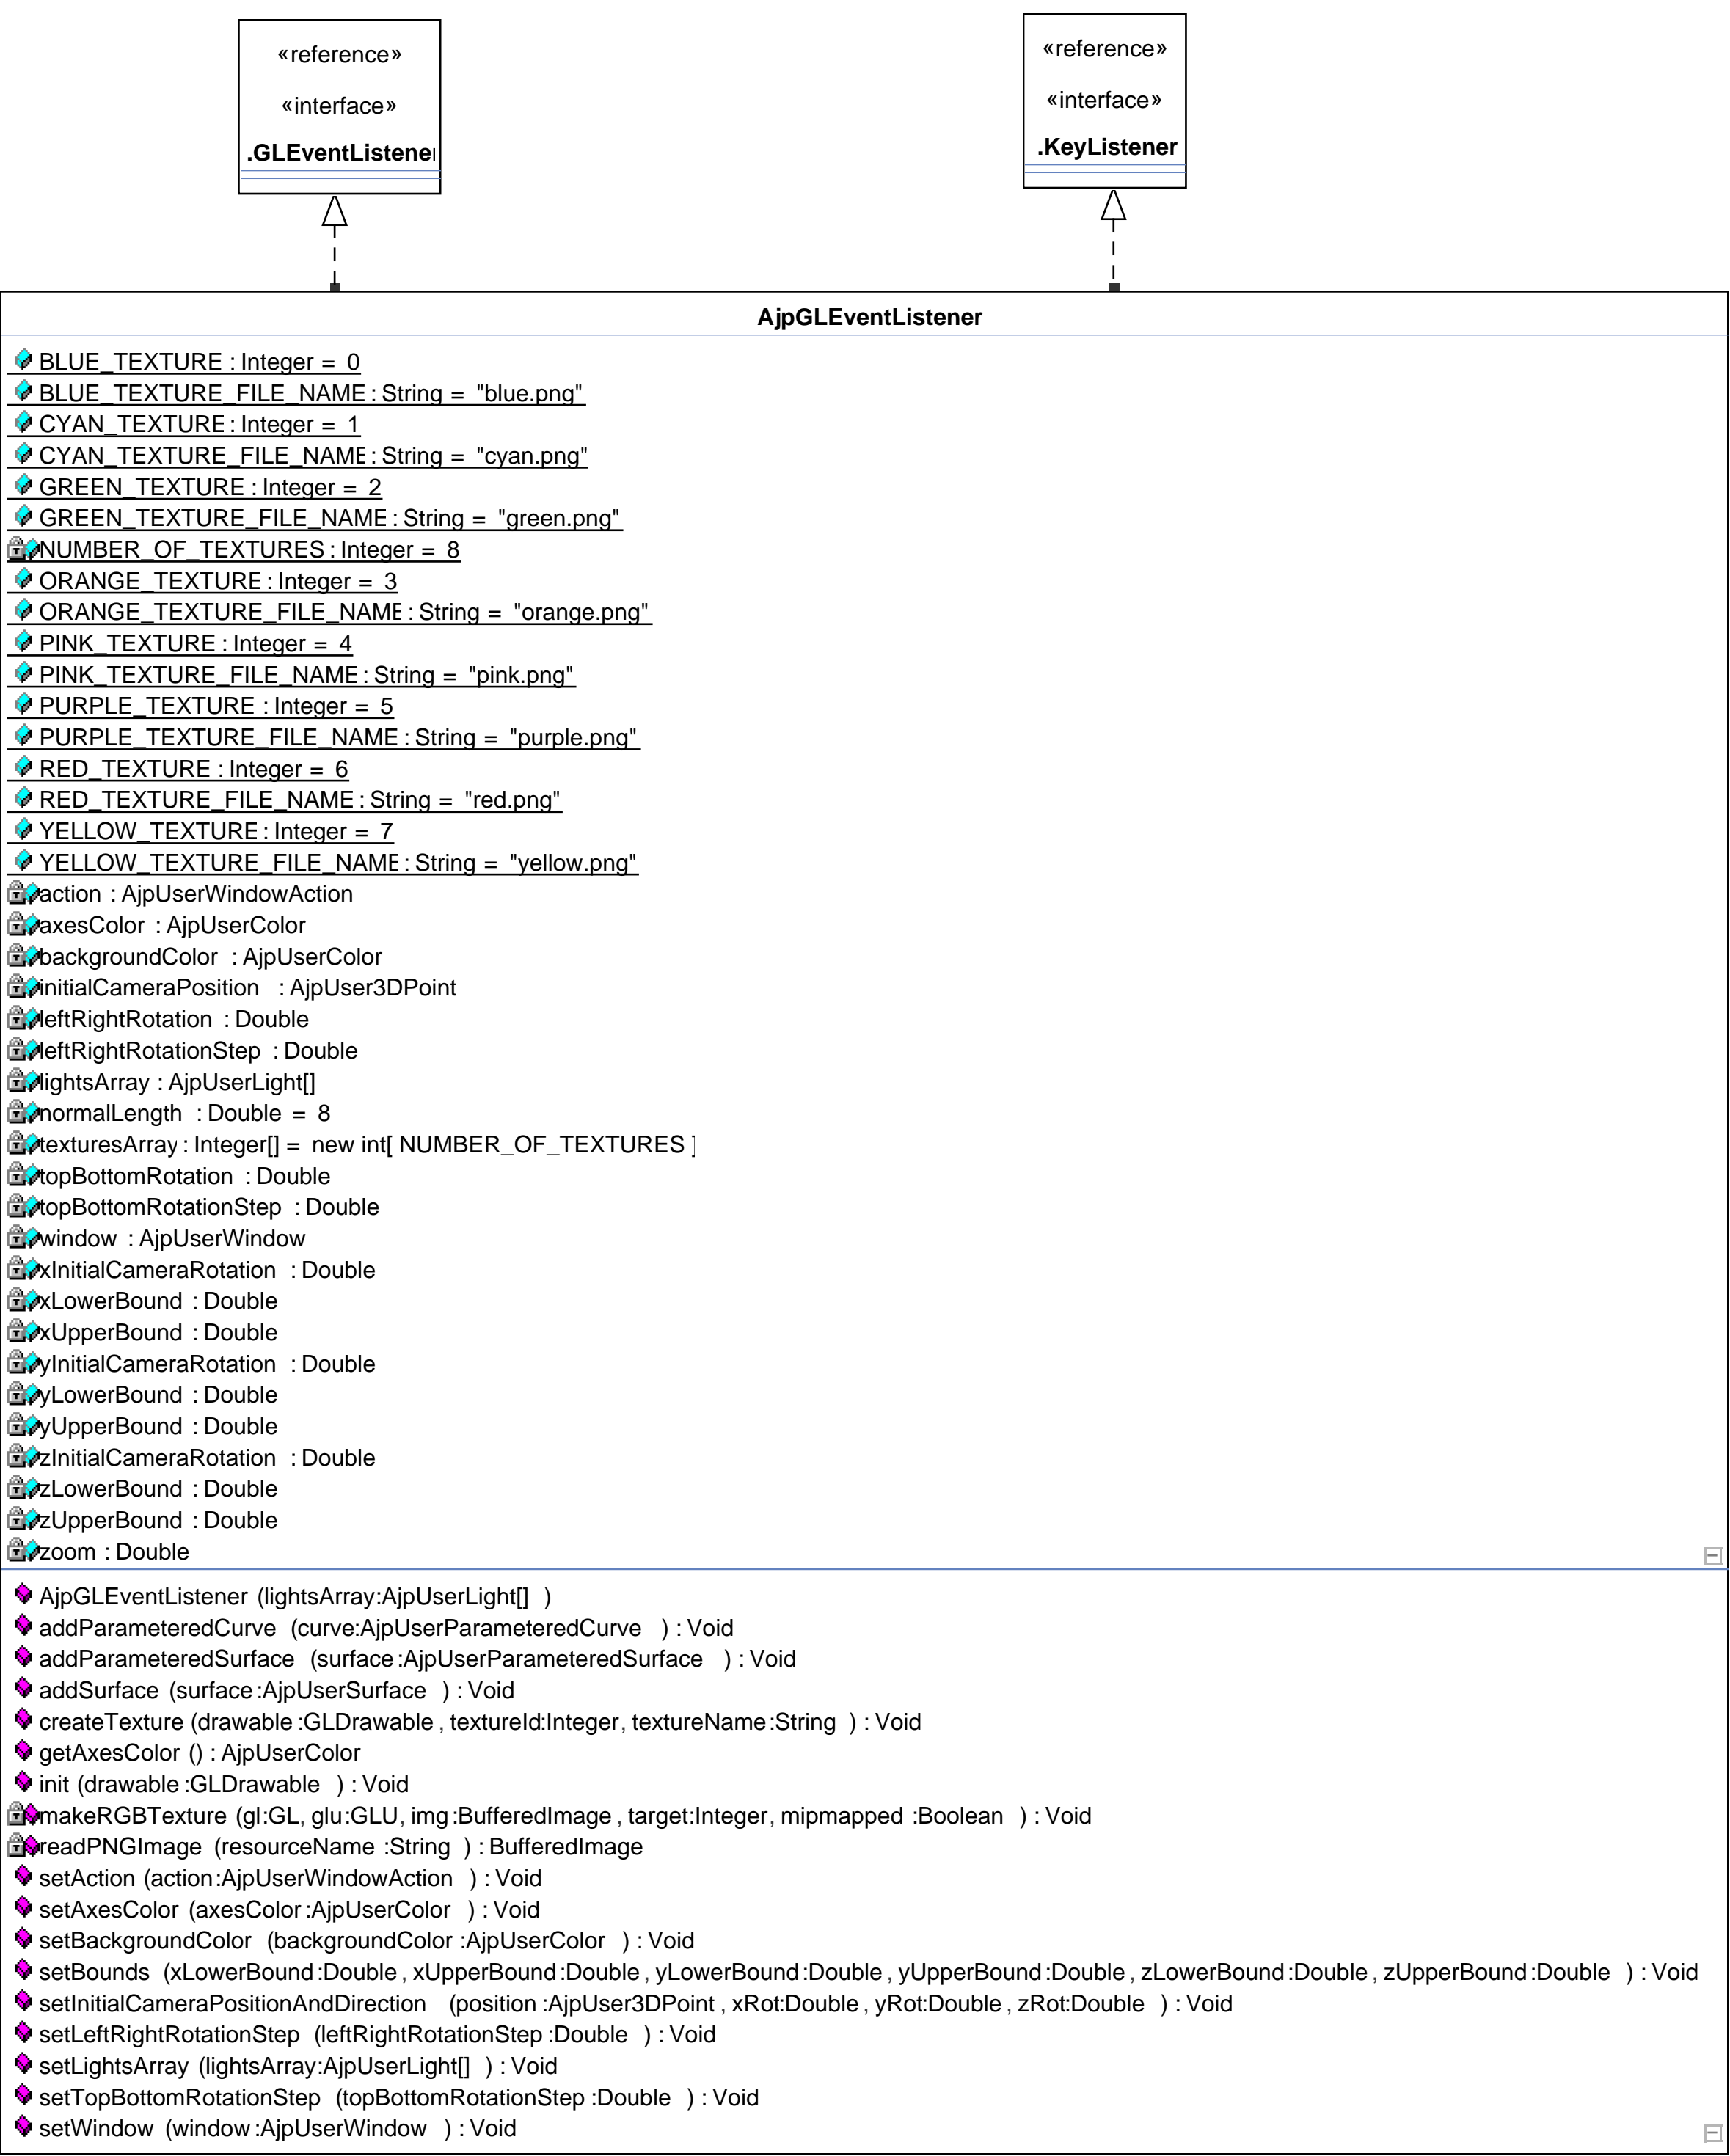 «reference»
«interface»
.GLEventListener
«reference»
«interface»
.KeyListener
AjpGLEventListener
BLUE_TEXTURE : Integer = 0
BLUE_TEXTURE_FILE_NAME : String = "blue.png"
CYAN_TEXTURE : Integer = 1
CYAN_TEXTURE_FILE_NAME : String = "cyan.png"
GREEN_TEXTURE : Integer = 2
GREEN_TEXTURE_FILE_NAME : String = "green.png"
NUMBER_OF_TEXTURES : Integer = 8
ORANGE_TEXTURE : Integer = 3
ORANGE_TEXTURE_FILE_NAME : String = "orange.png"
PINK_TEXTURE : Integer = 4
PINK_TEXTURE_FILE_NAME : String = "pink.png"
PURPLE_TEXTURE : Integer = 5
PURPLE_TEXTURE_FILE_NAME : String = "purple.png"
RED_TEXTURE : Integer = 6
RED_TEXTURE_FILE_NAME : String = "red.png"
YELLOW_TEXTURE : Integer = 7
YELLOW_TEXTURE_FILE_NAME : String = "yellow.png"
action : AjpUserWindowAction
axesColor : AjpUserColor
backgroundColor : AjpUserColor
initialCameraPosition : AjpUser3DPoint
leftRightRotation : Double
leftRightRotationStep : Double
lightsArray : AjpUserLight[]
normalLength : Double = 8
texturesArray : Integer[] = new int[ NUMBER_OF_TEXTURES ]
topBottomRotation : Double
topBottomRotationStep : Double
window : AjpUserWindow
xInitialCameraRotation : Double
xLowerBound : Double
xUpperBound : Double
yInitialCameraRotation : Double
yLowerBound : Double
yUpperBound : Double
zInitialCameraRotation : Double
zLowerBound : Double
zUpperBound : Double
zoom : Double
AjpGLEventListener (lightsArray:AjpUserLight[] )
addParameteredCurve (curve:AjpUserParameteredCurve ) : Void
addParameteredSurface (surface:AjpUserParameteredSurface ) : Void
addSurface (surface:AjpUserSurface ) : Void
createTexture (drawable:GLDrawable, textureId:Integer, textureName:String ) : Void
getAxesColor () : AjpUserColor
init (drawable:GLDrawable ) : Void
makeRGBTexture (gl:GL, glu:GLU, img:BufferedImage, target:Integer, mipmapped:Boolean ) : Void
readPNGImage (resourceName:String ) : BufferedImage
setAction (action:AjpUserWindowAction ) : Void
setAxesColor (axesColor:AjpUserColor ) : Void
setBackgroundColor (backgroundColor:AjpUserColor ) : Void
setBounds (xLowerBound:Double, xUpperBound:Double, yLowerBound:Double, yUpperBound:Double, zLowerBound:Double, zUpperBound:Double ) : Void
setInitialCameraPositionAndDirection (position:AjpUser3DPoint, xRot:Double, yRot:Double, zRot:Double ) : Void
setLeftRightRotationStep (leftRightRotationStep:Double ) : Void
setLightsArray (lightsArray:AjpUserLight[] ) : Void
setTopBottomRotationStep (topBottomRotationStep:Double ) : Void
setWindow (window:AjpUserWindow ) : Void